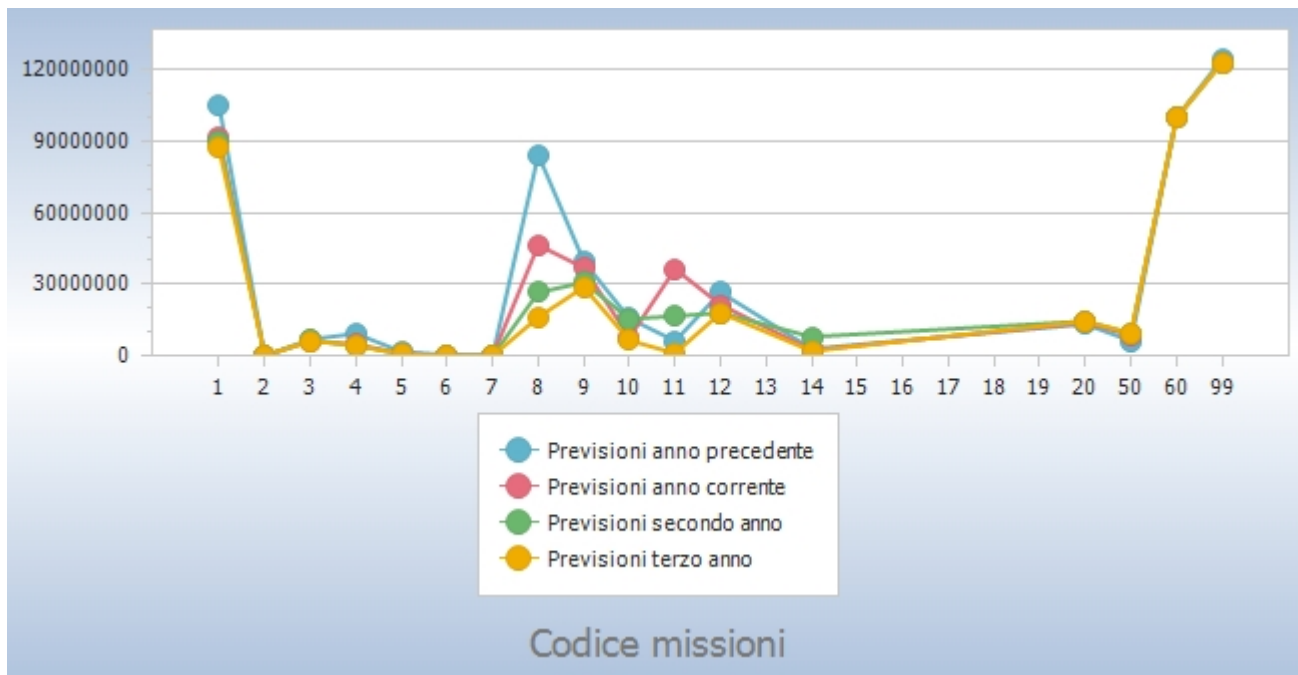 120000000
90000000
60000000
30000000
0
1 2 3 4 5 6 7 8 9 10 11 12 13 14 15 16 17 18 19 20 50 60 99
Previsioni anno precedente
Previsioni anno corrente
Previsioni secondo anno
Previsioni terzo anno
Codice missioni